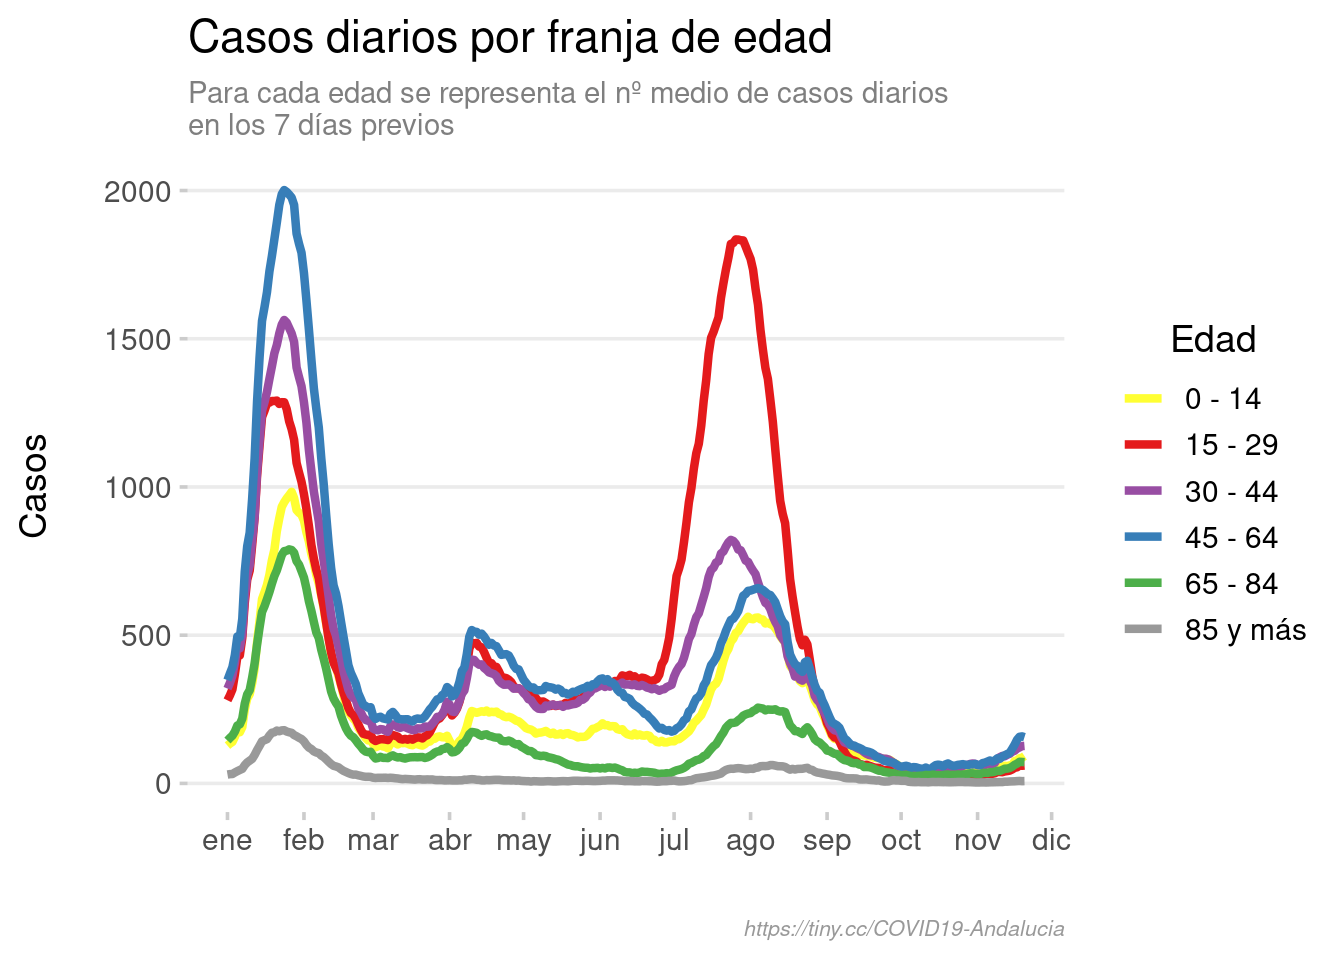 Casos diarios por franja de edad
Para cada edad se representa el nº medio de casos diarios
en los 7 días previos
2000
1500
1000
500
0
Casos
ene feb mar abr may jun jul ago sep oct nov dic
Edad
0 - 14
15 - 29
30 - 44
45 - 64
65 - 84
85 y más
https://tiny.cc/COVID19-Andalucia